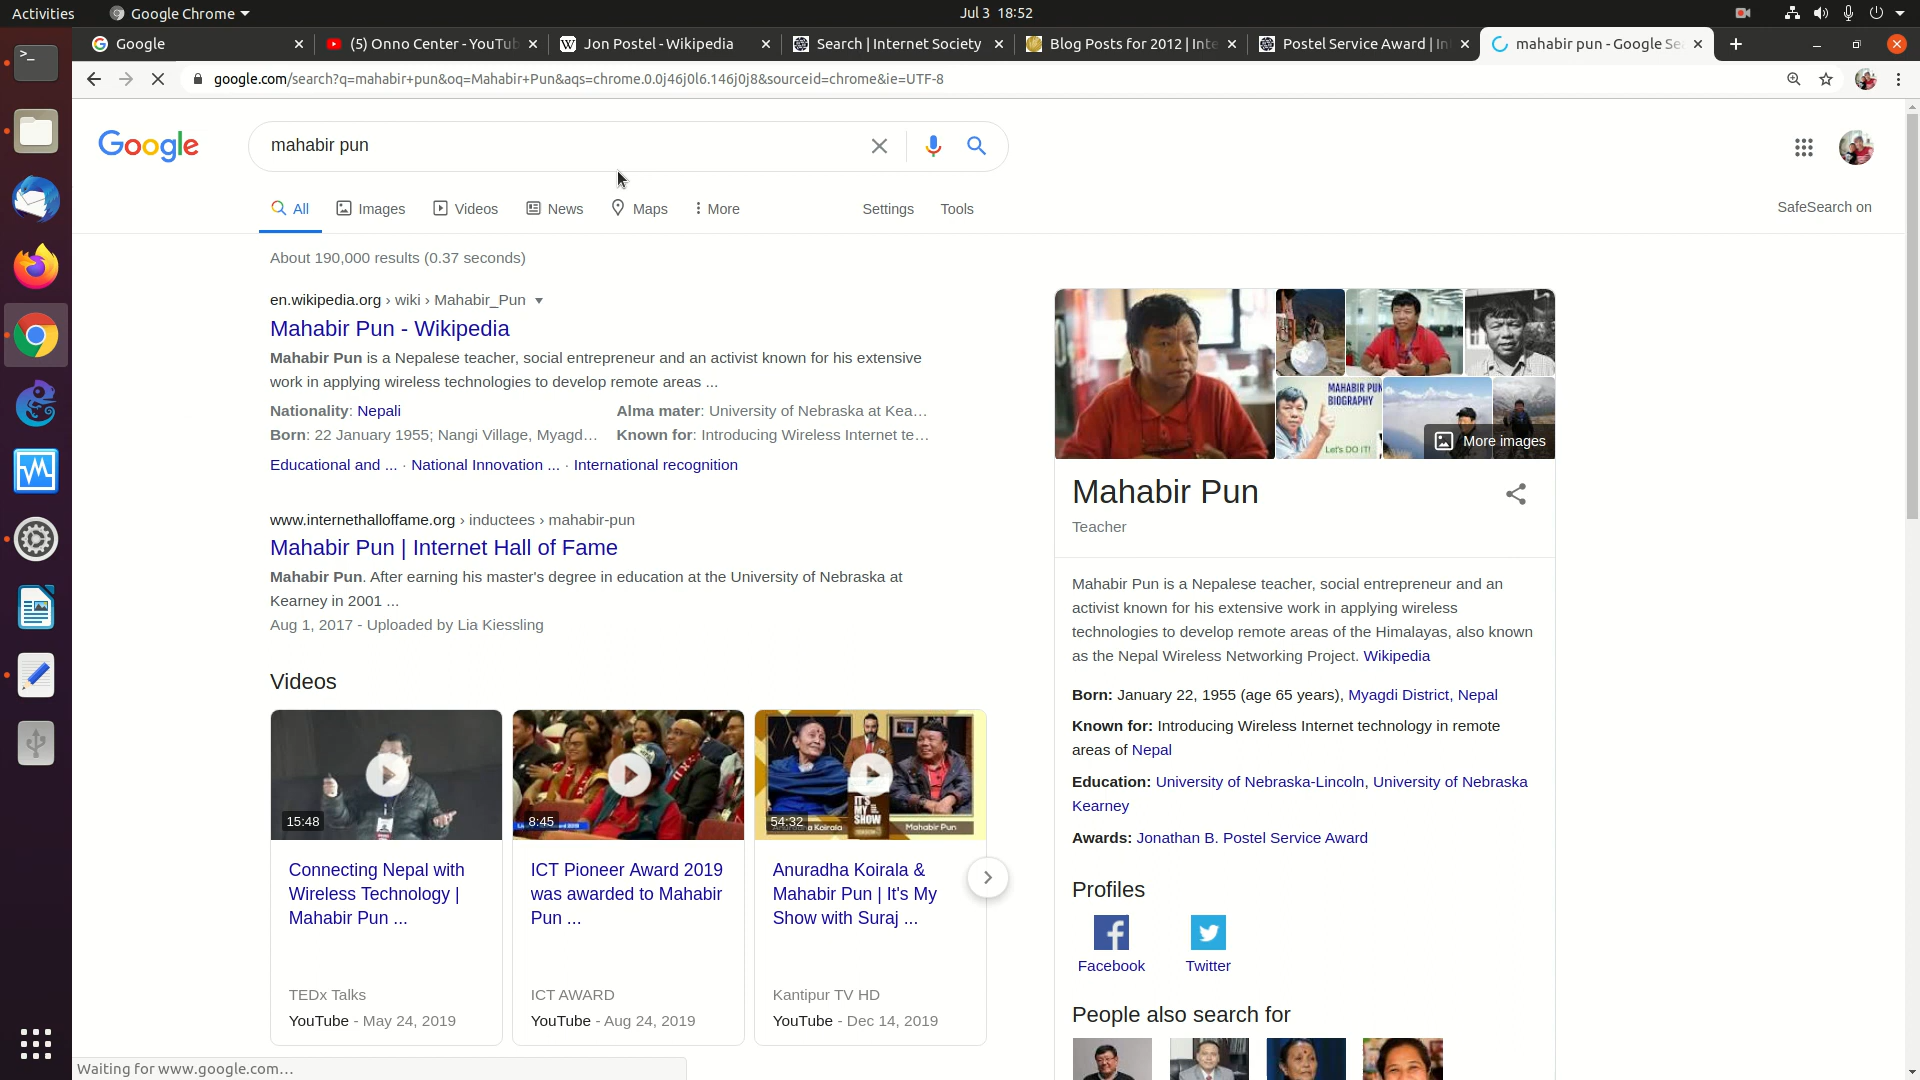 Activities
Google Chrome
Jul 3 18:52
Google
(5) Onno Center - YouTub
Jon Postel - Wikipedia
Search | Internet Society
Blog Posts for 2012 | Inte
Postel Service Award | In
mahabir pun - Google Se
google.com/search?q=mahabir+pun&oq=Mahabir+Pun&aqs=chrome.0.0j46j0l6.146j0j8&sourceid=chrome&ie=UTF-8
Google
mahabir pun
All
Images
Videos
News
Maps
More
Settings
Tools
SafeSearch on
About 190,000 results (0.37 seconds)
en.wikipedia.org › wiki › Mahabir_Pun
Mahabir Pun - Wikipedia
Mahabir Pun is a Nepalese teacher, social entrepreneur and an activist known for his extensive
work in applying wireless technologies to develop remote areas ...
Nationality: Nepali
Alma mater: University of Nebraska at Kea…
Born: 22 January 1955; Nangi Village, Myagd…
Known for: Introducing Wireless Internet te…
Educational and ... · National Innovation ... · International recognition
www.internethalloffame.org › inductees › mahabir-pun
Mahabir Pun | Internet Hall of Fame
Mahabir Pun. After earning his master's degree in education at the University of Nebraska at
Kearney in 2001 ...
Aug 1, 2017 - Uploaded by Lia Kiessling
Videos
15:48
Connecting Nepal with
Wireless Technology |
Mahabir Pun ...
TEDx Talks
YouTube - May 24, 2019
8:45
ICT Pioneer Award 2019
was awarded to Mahabir
Pun ...
ICT AWARD
YouTube - Aug 24, 2019
IT'S
MY
SHOW
54:32
Koirala
Mahabir Pun
Anuradha Koirala &
Mahabir Pun | It's My
Show with Suraj ...
Kantipur TV HD
YouTube - Dec 14, 2019
MAHABIR PUN
BIOGRAPHY
Let's DO IT!
More images
Mahabir Pun
Teacher
Mahabir Pun is a Nepalese teacher, social entrepreneur and an
activist known for his extensive work in applying wireless
technologies to develop remote areas of the Himalayas, also known
as the Nepal Wireless Networking Project. Wikipedia
Born: January 22, 1955 (age 65 years), Myagdi District, Nepal
Known for: Introducing Wireless Internet technology in remote
areas of Nepal
Education: University of Nebraska-Lincoln, University of Nebraska
Kearney
Awards: Jonathan B. Postel Service Award
Profiles
Facebook
Twitter
People also search for
Waiting for www.google.com…